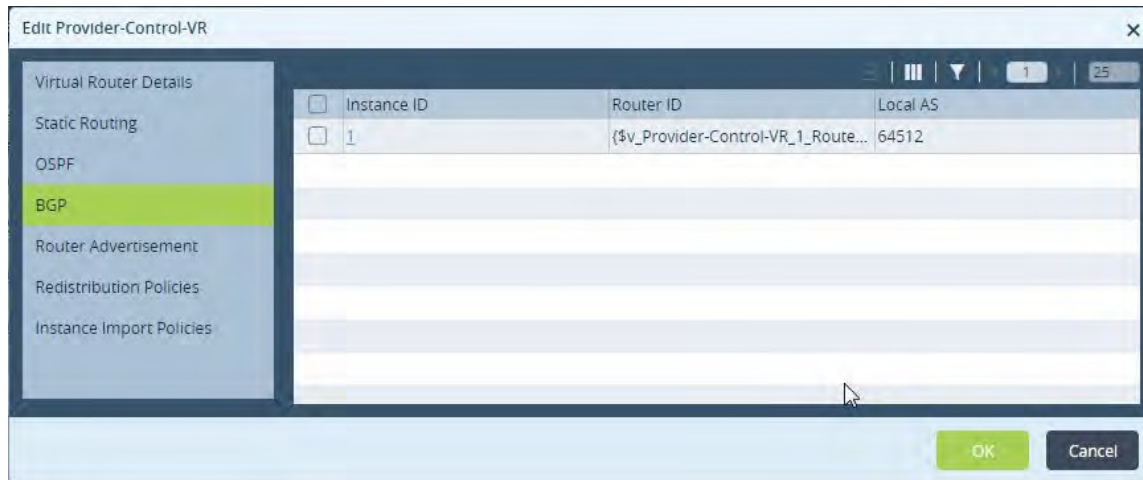 Edit Provider-Control-VR
Virtual Router Details
Static Routing
OSPF
BGP
Router Advertisement
Redistribution Policies
Instance Import Policies
1
25
Instance ID Router ID Local AS
1 {$v_Provider-Control-VR_1_Route... 64512
OK Cancel